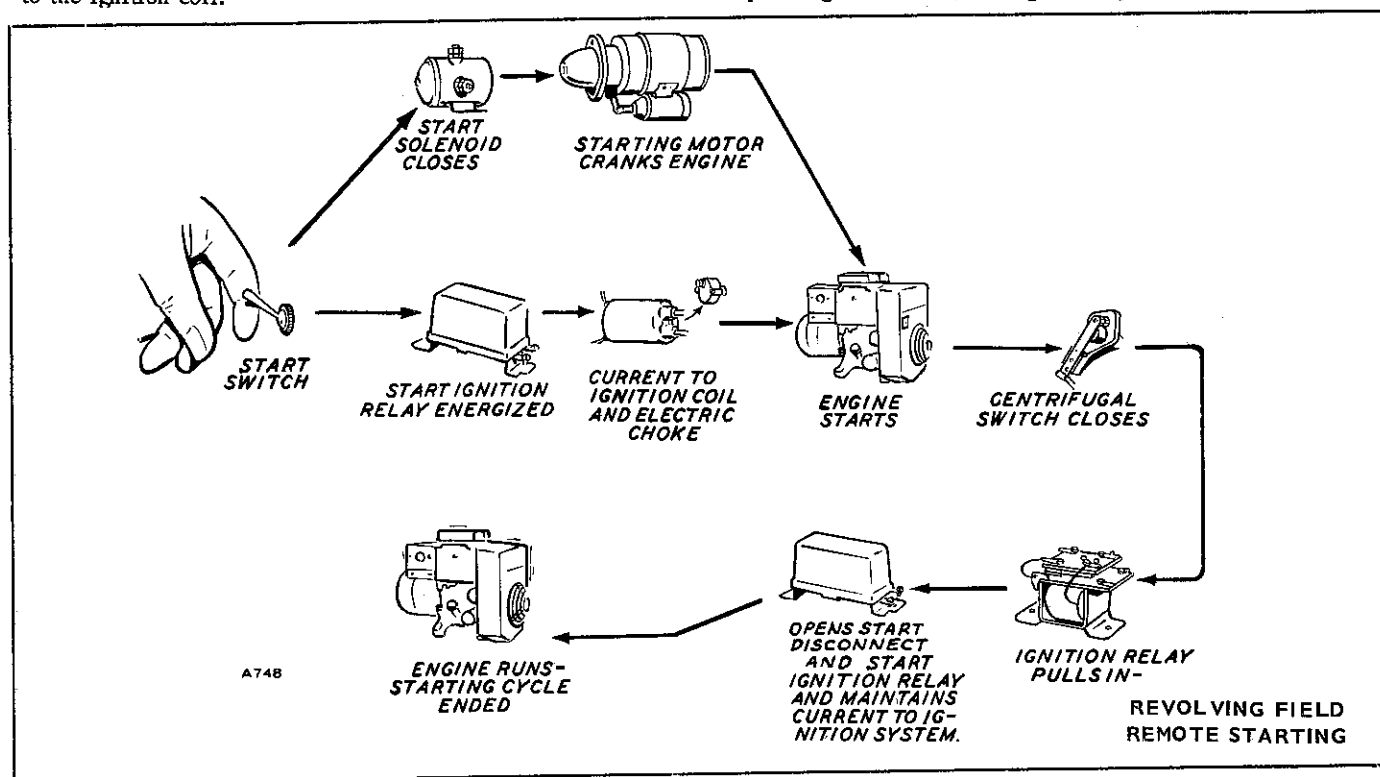 to the ignition coil.
START
SOLENOID
CLOSES
STARTING MOTOR
CRANKS ENGINE
START
SWITCH
START IGNITION
RELAY ENERGIZED
CURRENT TO
IGNITION COIL
AND ELECTRIC
CHOKE
ENGINE
STARTS
CENTRIFUGAL
SWITCH CLOSES
IGNITION RELAY
PULLS IN-
OPENS START
DISCONNECT
AND START
IGNITION RELAY
AND MAINTAINS
CURRENT TO IG-
NITION SYSTEM.
ENGINE RUNS-
STARTING CYCLE
ENDED
A748
REVOLVING FIELD
REMOTE STARTING